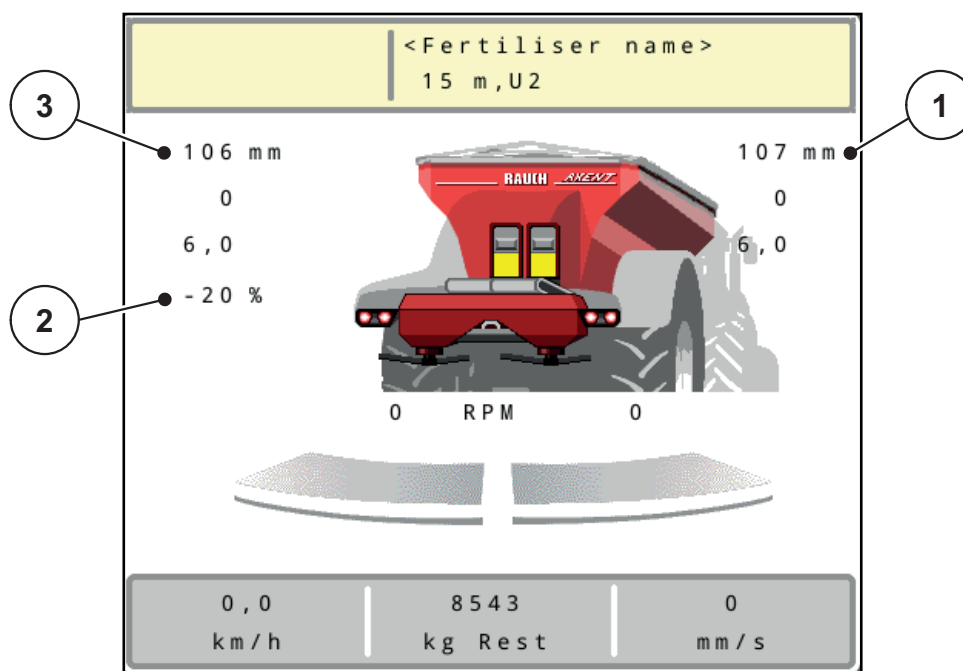 <Fertiliser name>
15 m,U2
3
1
106 mm
107 mm
RAUCH AXENT
0
0
6,0
6,0
2
-20 %
0 RPM 0
0,0
km/h
8543
kg Rest
0
mm/s